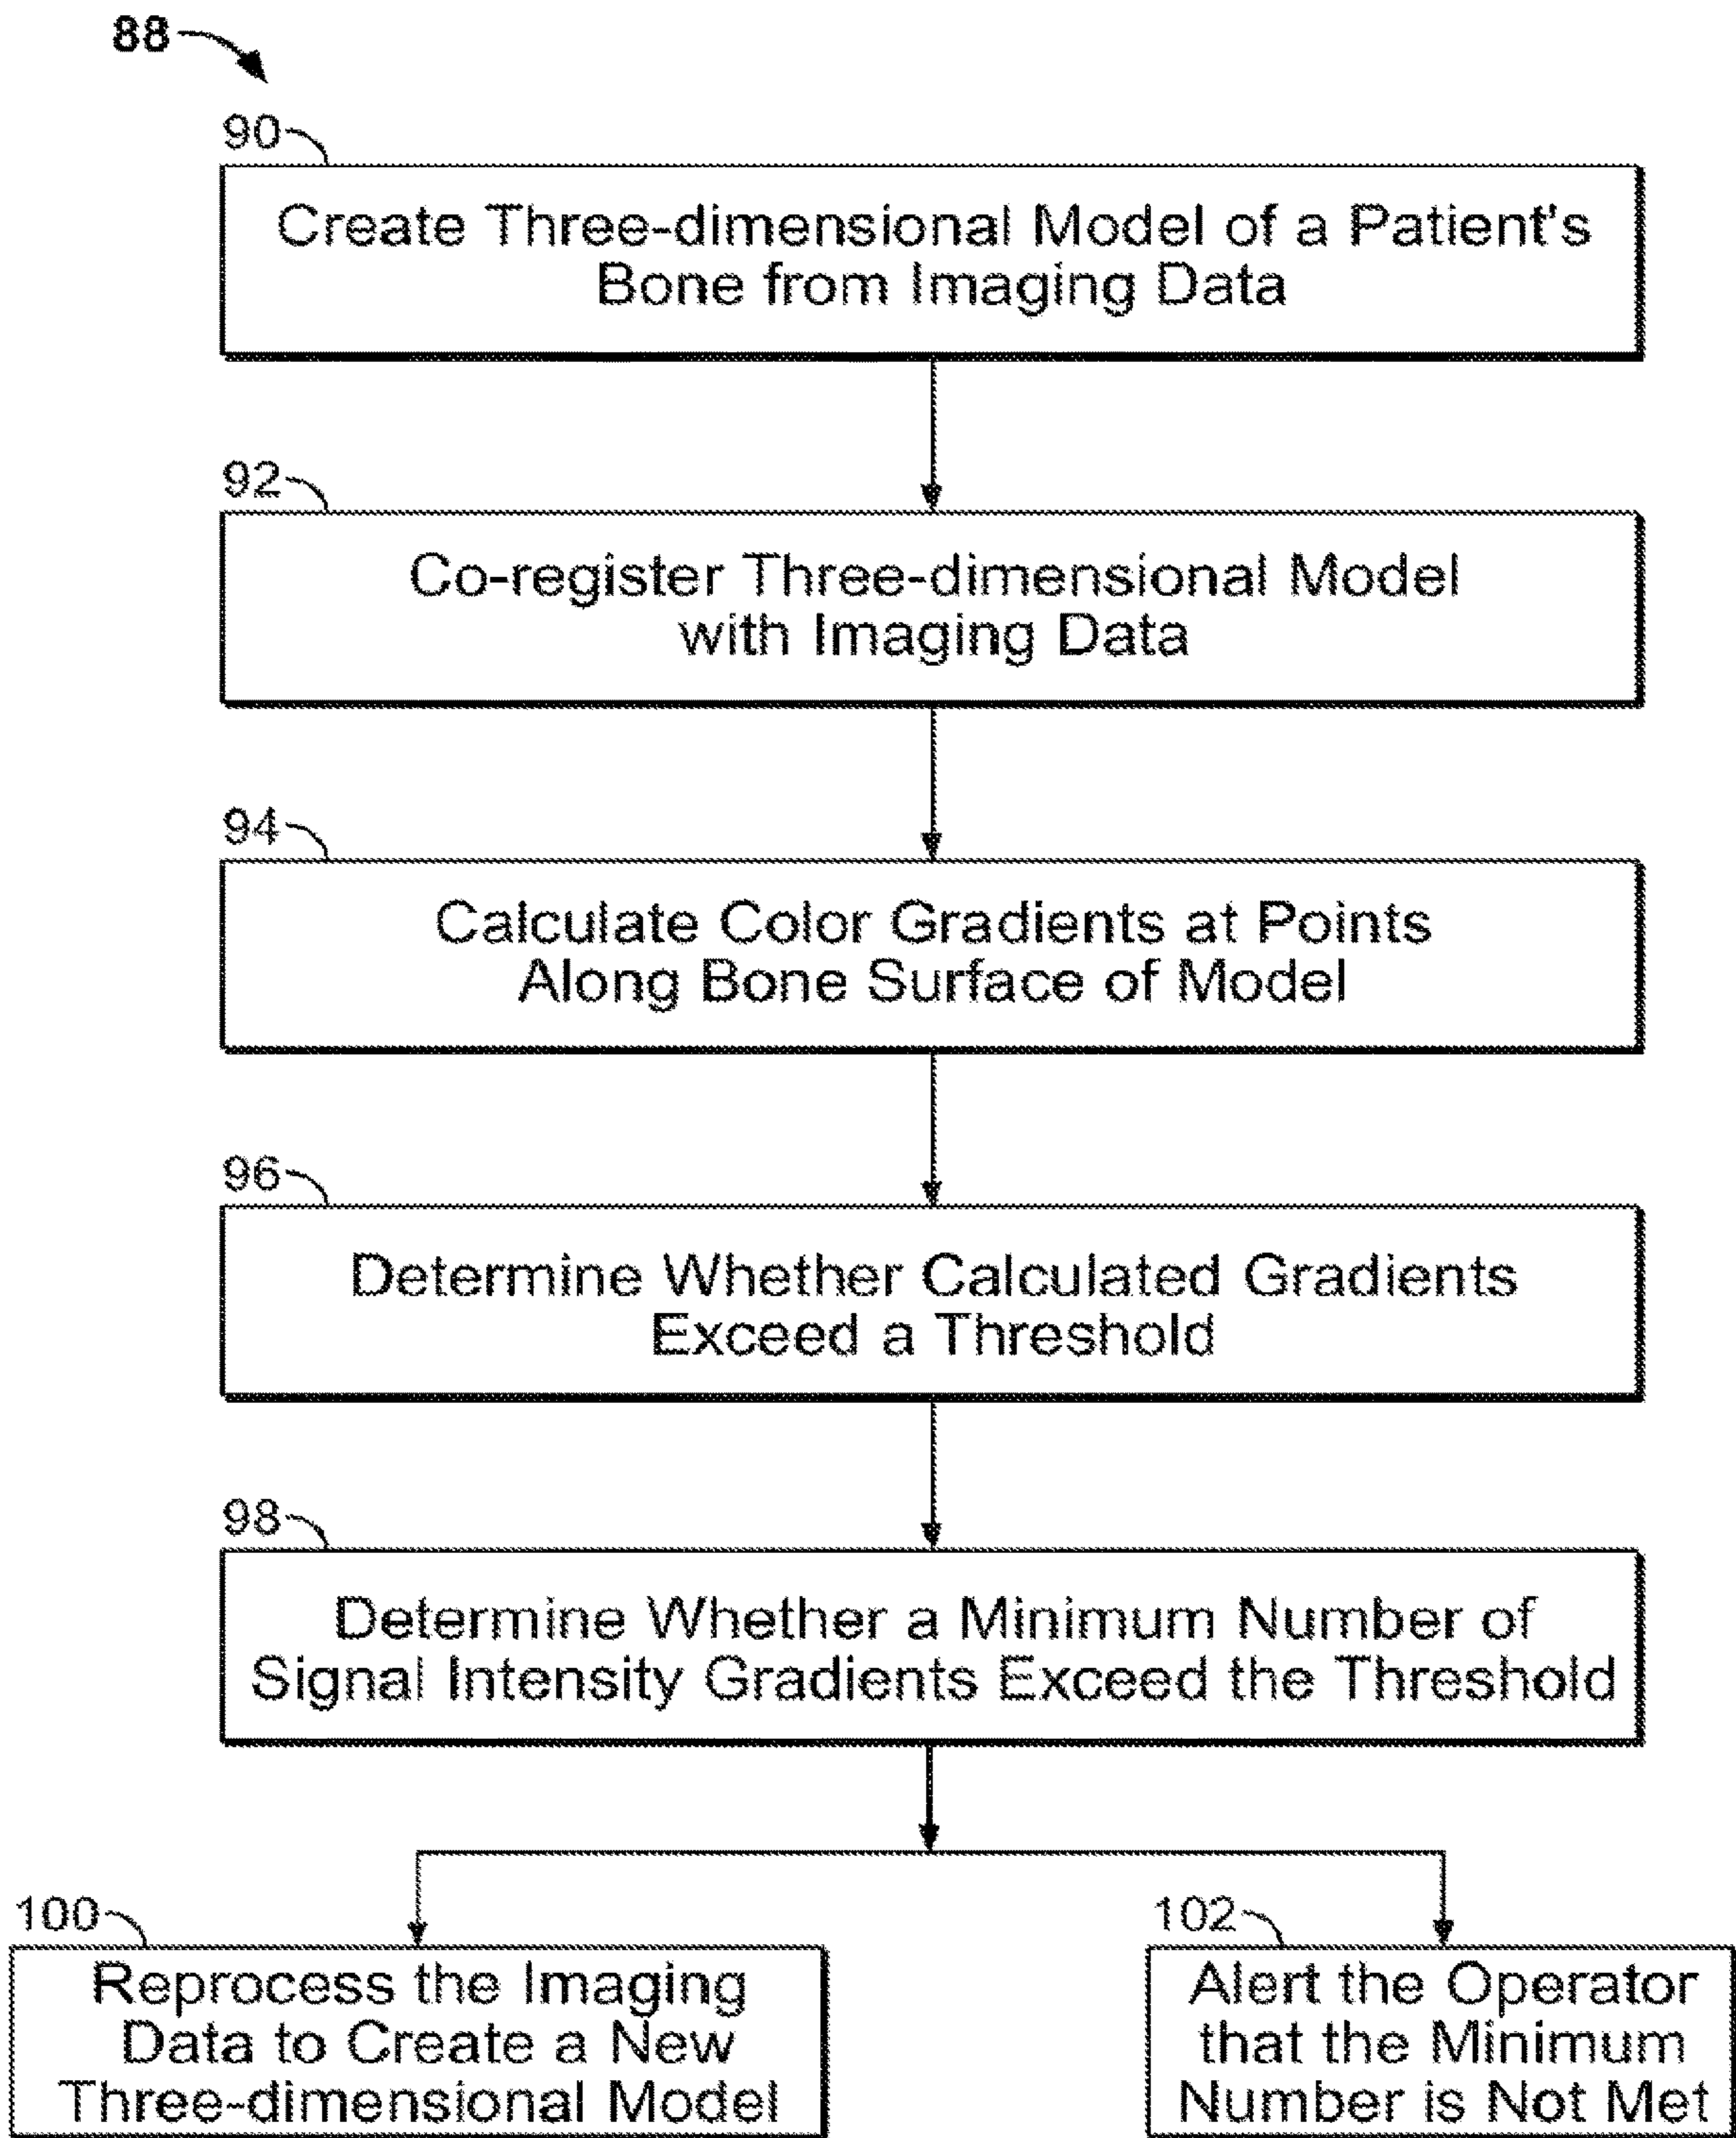 88
90
Create Three-dimensional Model of a Patient's
Bone from Imaging Data
92
Co-register Three-dimensional Model
with Imaging Data
94
Calculate Color Gradients at Points
Along Bone Surface of Model
96
Determine Whether Calculated Gradients
Exceed a Threshold
98
Determine Whether a Minimum Number of
Signal Intensity Gradients Exceed the Threshold
100
Reprocess the Imaging
Data to Create a New
Three-dimensional Model
102
Alert the Operator
that the Minimum
Number is Not Met